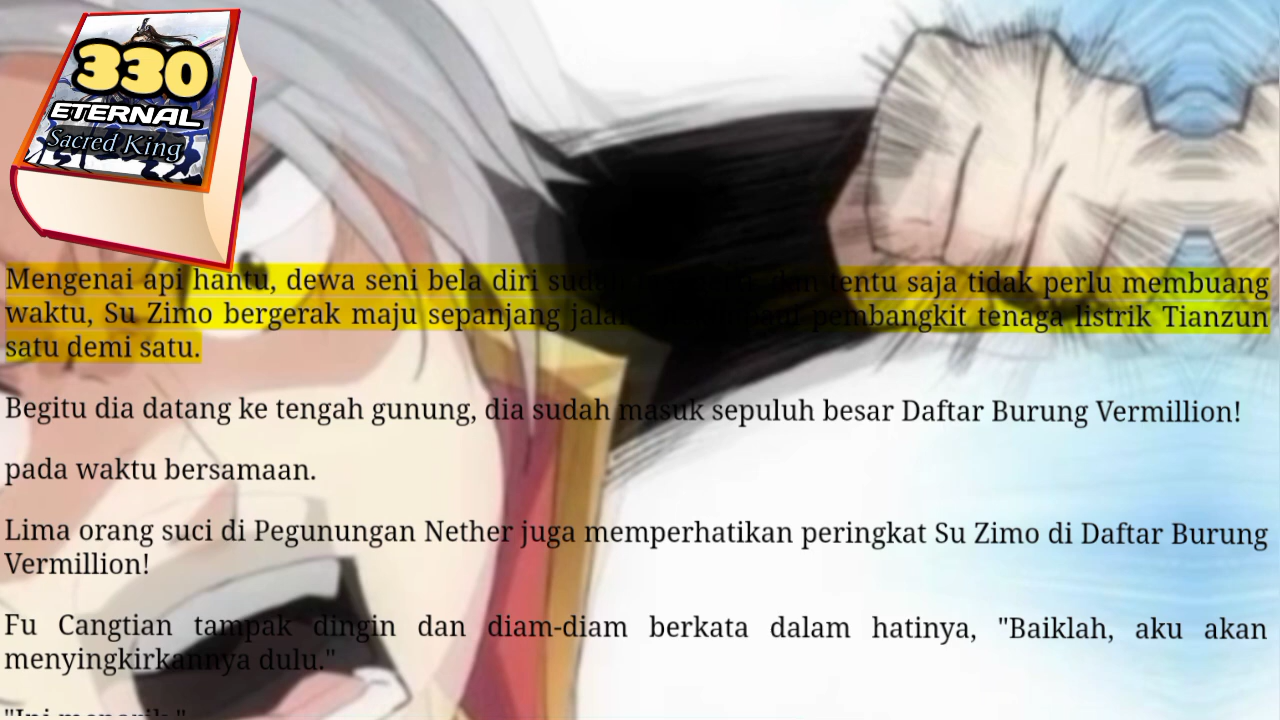 330
ETERNAL
Sacred King
Mengenai api hantu, dewa seni bela diri sudah dan tentu saja tidak perlu membuang
waktu, Su Zimo bergerak maju sepanjang jalan pembangkit tenaga listrik Tianzun
satu demi satu.
Begitu dia datang ke tengah gunung, dia sudah masuk sepuluh besar Daftar Burung Vermillion!
pada waktu bersamaan.
Lima orang suci di Pegunungan Nether juga memperhatikan peringkat Su Zimo di Daftar Burung
Vermillion!
Fu Cangtian tampak dingin dan diam-diam berkata dalam hatinya, "Baiklah, aku akan
menyingkirkannya dulu."
"Ini menarik."